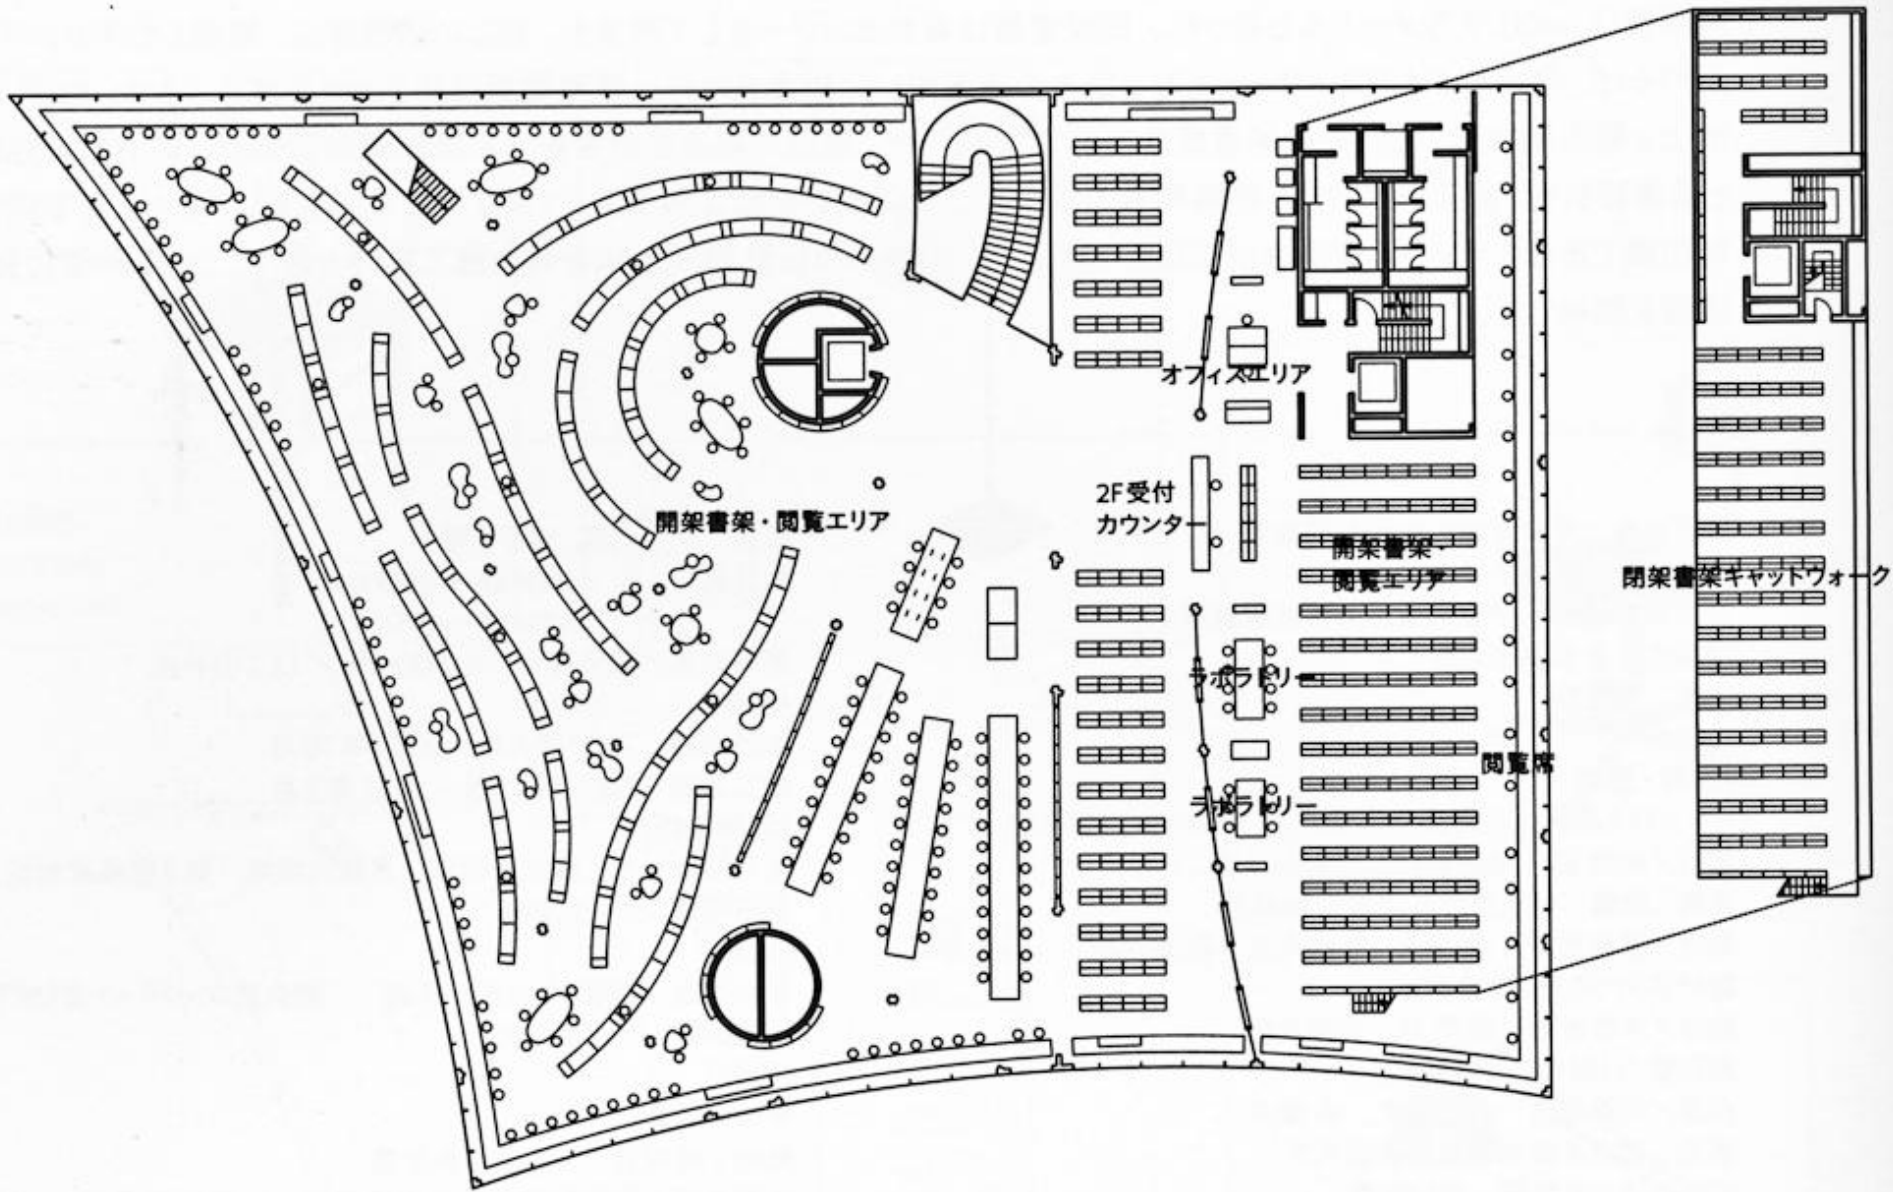 オフィスエリア
2F受付
カウンター
開架書架・閲覧エリア
開架書架・
閲覧エリア
閉架書架キャットウォーク
ラボラトリー
閲覧席
ラボラトリー